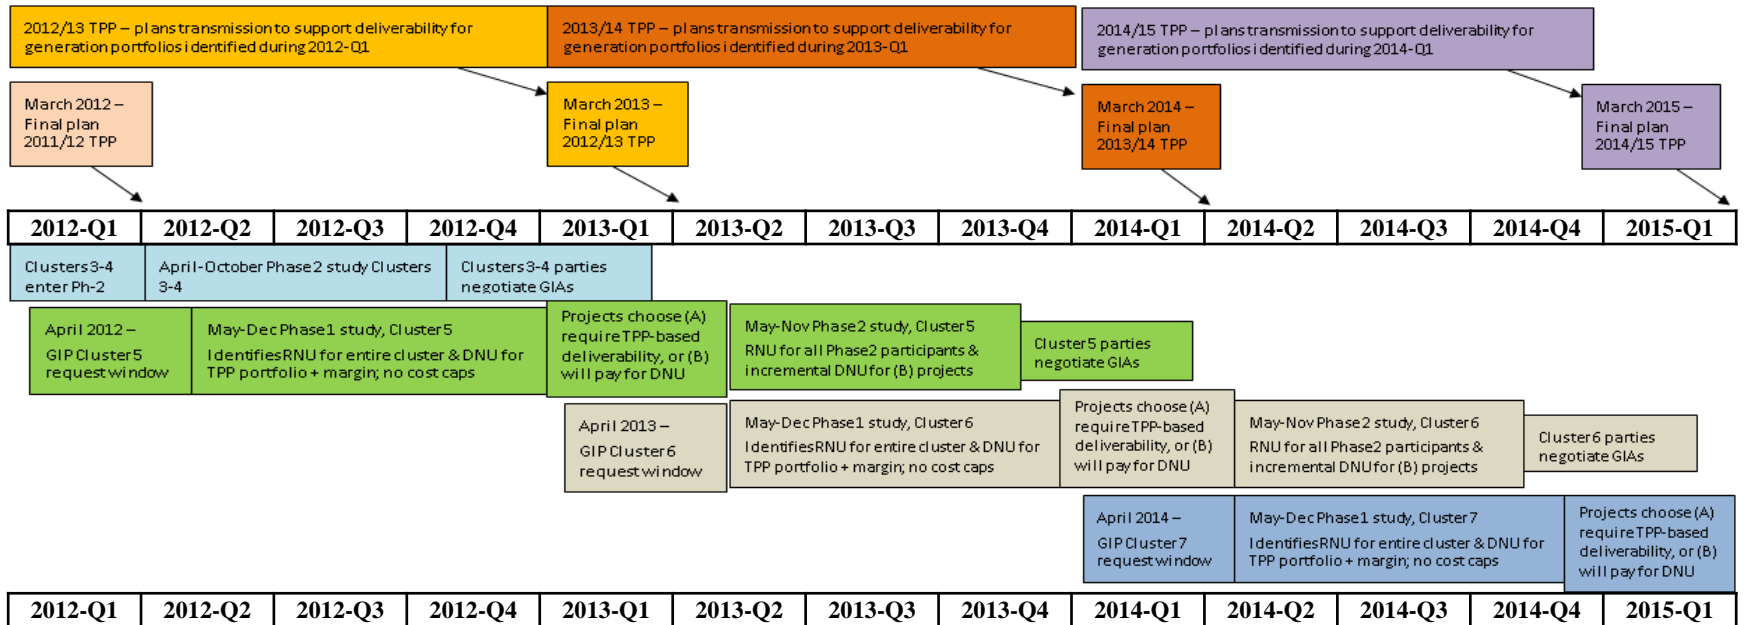 2012/13 TPP – plans transmission to support deliverability for
generation portfolios identified during 2012-Q1
2013/14 TPP – plans transmission to support deliverability for
generation portfolios identified during 2013-Q1
2014/15 TPP – plans transmission to support deliverability for
generation portfolios identified during 2014-Q1
March 2012 –
Final plan
2011/12 TPP
March 2013 –
Final plan
2012/13 TPP
March 2014 –
Final plan
2013/14 TPP
March 2015 –
Final plan
2014/15 TPP
2012-Q1 2012-Q2 2012-Q3 2012-Q4 2013-Q1 2013-Q2 2013-Q3 2013-Q4 2014-Q1 2014-Q2 2014-Q3 2014-Q4 2015-Q1
Clusters 3-4
enter Ph-2
April-October Phase 2 study Clusters
3-4
Clusters 3-4 parties
negotiate GIAs
April 2012 –
GIP Cluster 5
request window
May-Dec Phase 1 study, Cluster 5
Identifies RNU for entire cluster & DNU for
TPP portfolio + margin; no cost caps
Projects choose (A)
require TPP-based
deliverability, or (B)
will pay for DNU
May-Nov Phase 2 study, Cluster 5
RNU for all Phase 2 participants &
incremental DNU for (B) projects
Cluster 5 parties
negotiate GIAs
April 2013 –
GIP Cluster 6
request window
May-Dec Phase 1 study, Cluster 6
Identifies RNU for entire cluster & DNU for
TPP portfolio + margin; no cost caps
Projects choose (A)
require TPP-based
deliverability, or (B)
will pay for DNU
May-Nov Phase 2 study, Cluster 6
RNU for all Phase 2 participants &
incremental DNU for (B) projects
Cluster 6 parties
negotiate GIAs
April 2014 –
GIP Cluster 7
request window
May-Dec Phase 1 study, Cluster 7
Identifies RNU for entire cluster & DNU for
TPP portfolio + margin; no cost caps
Projects choose (A)
require TPP-based
deliverability, or (B)
will pay for DNU
2012-Q1 2012-Q2 2012-Q3 2012-Q4 2013-Q1 2013-Q2 2013-Q3 2013-Q4 2014-Q1 2014-Q2 2014-Q3 2014-Q4 2015-Q1